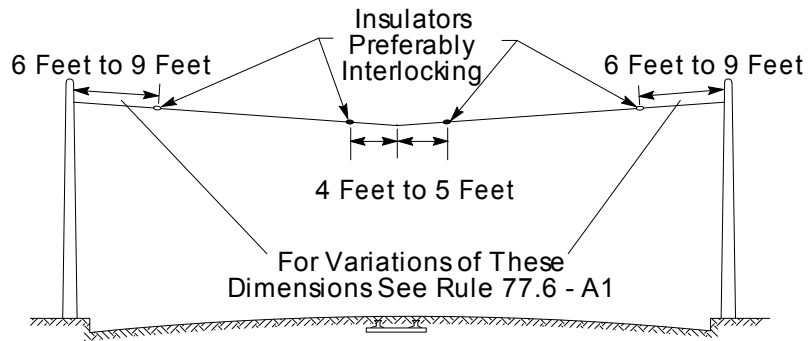 Insulators
Preferably
Interlocking
6 Feet to 9 Feet
6 Feet to 9 Feet
4 Feet to 5 Feet
For Variations of These
Dimensions See Rule 77.6 - A1